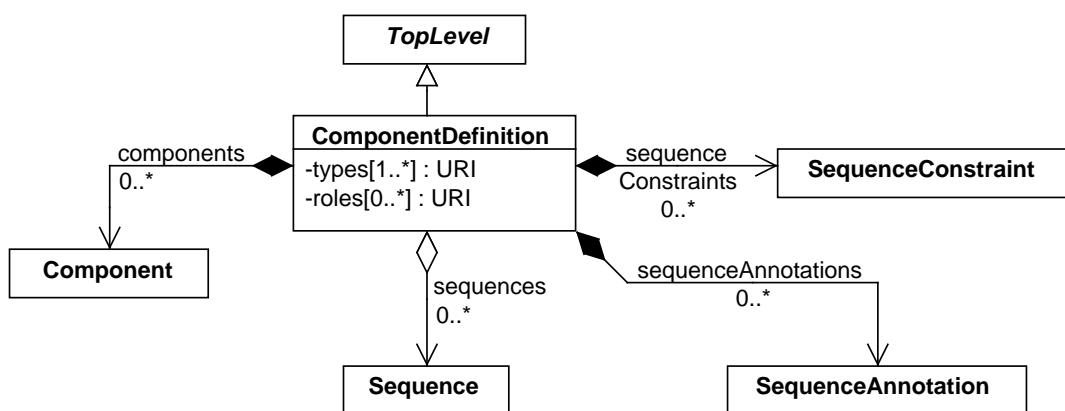 TopLevel
ComponentDefinition
-types[1..*] : URI
-roles[0..*] : URI
components
0..*
sequence
Constraints
0..*
SequenceConstraint
Component
sequences
0..*
sequenceAnnotations
0..*
Sequence
SequenceAnnotation